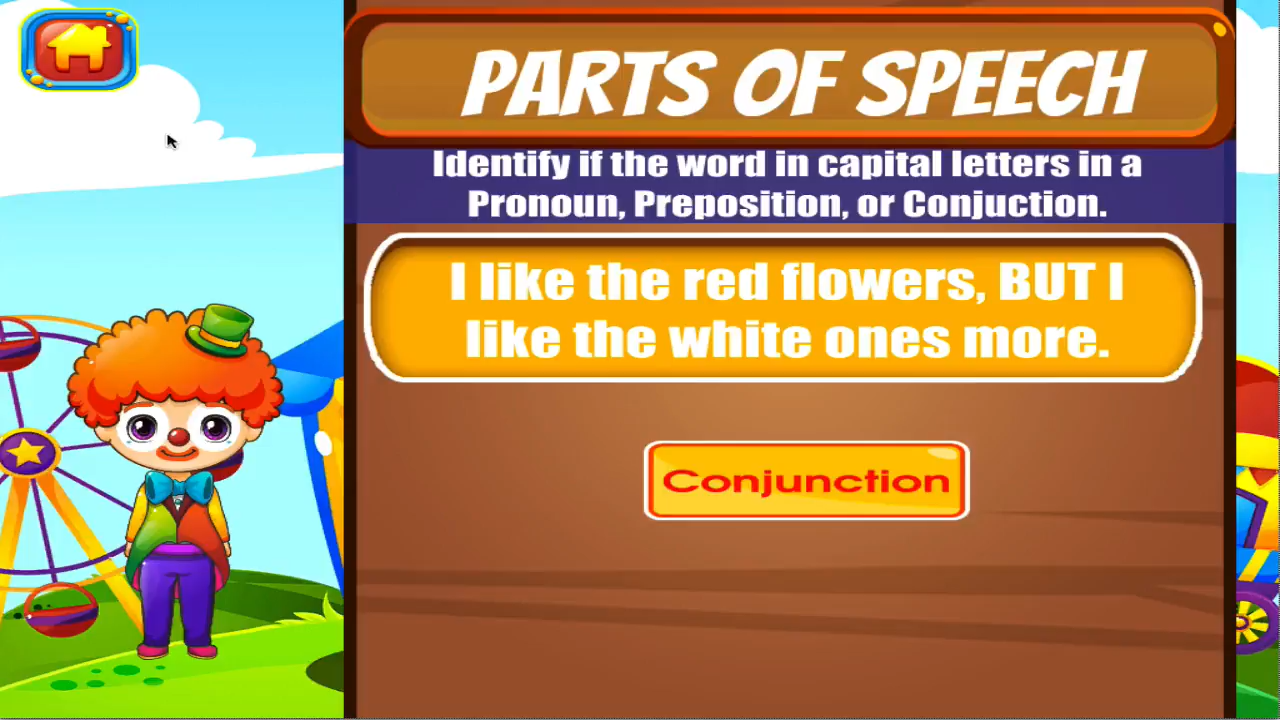 PARTS OF SPEECH
Identify if the word in capital letters in a
Pronoun, Preposition, or Conjuction.
I like the red flowers, BUT I
like the white ones more.
Conjunction